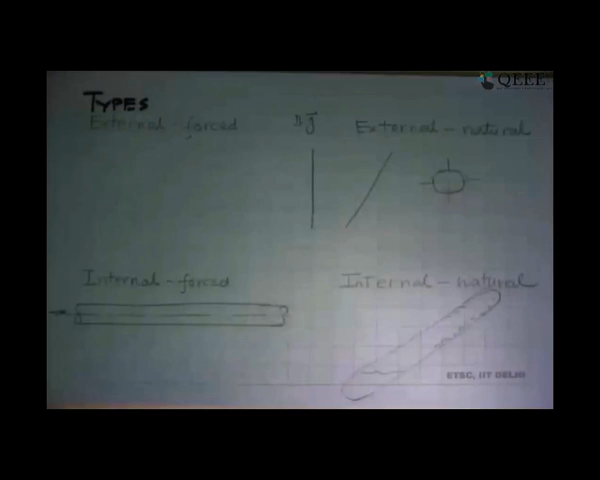 QEEE
TYPES
External - forced
g
External - natural
Internal - forced
Internal - natural
ETSC, IIT DELHI